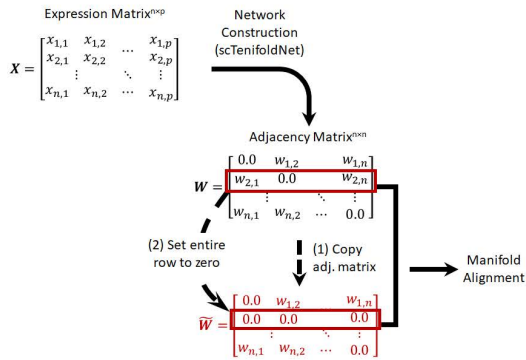 Expression Matrixⁿˣᵖ
Network
Construction
(scTenifoldNet)
X = [ x₁,₁ x₁,₂ … x₁,ₚ
x₂,₁ x₂,₂ x₂,ₚ
⋮ ⋱ ⋮
xₙ,₁ xₙ,₂ … xₙ,ₚ ]
Adjacency Matrixⁿˣⁿ
W = [ 0.0 w₁,₂ w₁,ₙ
w₂,₁ 0.0 w₂,ₙ
⋮ ⋱ ⋮
wₙ,₁ wₙ,₂ … 0.0 ]
(2) Set entire
row to zero
(1) Copy
adj. matrix
Manifold
Alignment
W̃ = [ 0.0 w₁,₂ w₁,ₙ
0.0 0.0 0.0
⋮ ⋱ ⋮
wₙ,₁ wₙ,₂ … 0.0 ]